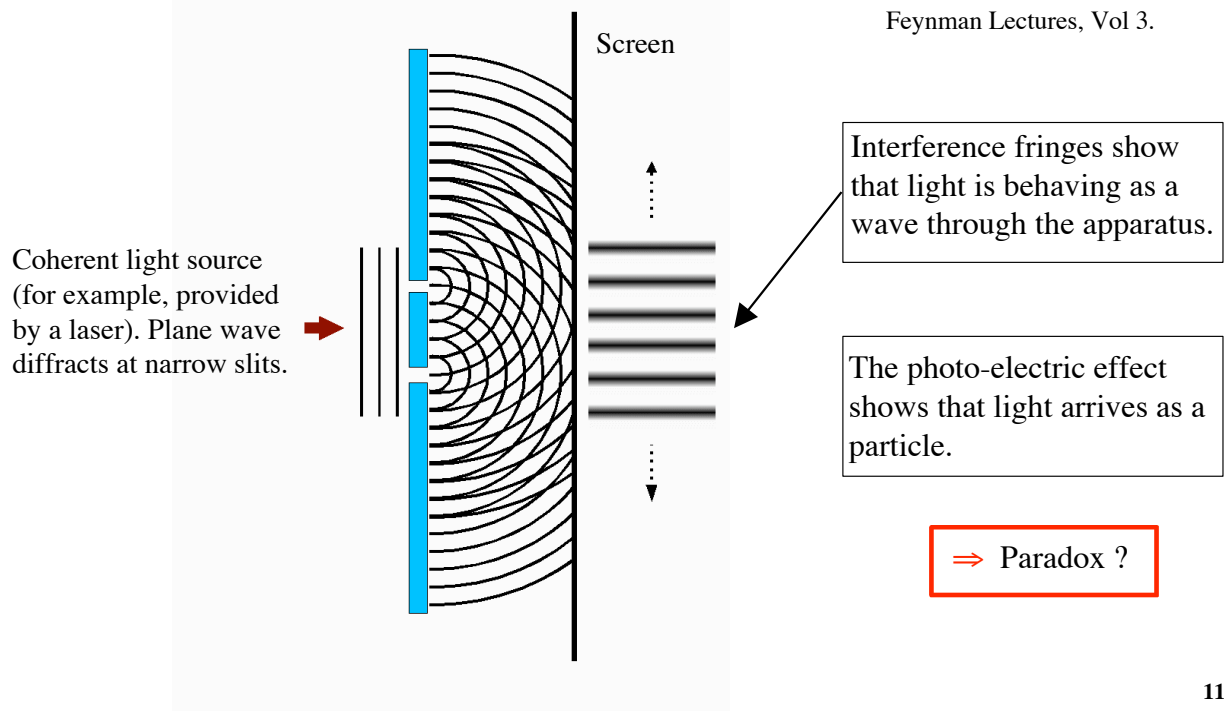 Feynman Lectures, Vol 3.
Screen
Coherent light source
(for example, provided
by a laser). Plane wave
diffracts at narrow slits.
Interference fringes show
that light is behaving as a
wave through the apparatus.
The photo-electric effect
shows that light arrives as a
particle.
⇒ Paradox ?
11